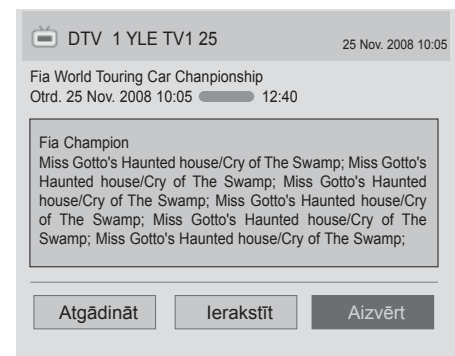 DTV 1 YLE TV1 25 25 Nov. 2008 10:05
Fia World Touring Car Chanpionship
Otrd. 25 Nov. 2008 10:05 12:40
Fia Champion
Miss Gotto's Haunted house/Cry of The Swamp; Miss Gotto's
Haunted house/Cry of The Swamp; Miss Gotto's Haunted
house/Cry of The Swamp; Miss Gotto's Haunted house/Cry
of The Swamp; Miss Gotto's Haunted house/Cry of The
Swamp; Miss Gotto's Haunted house/Cry of The Swamp;
Atgādināt Ierakstīt Aizvērt